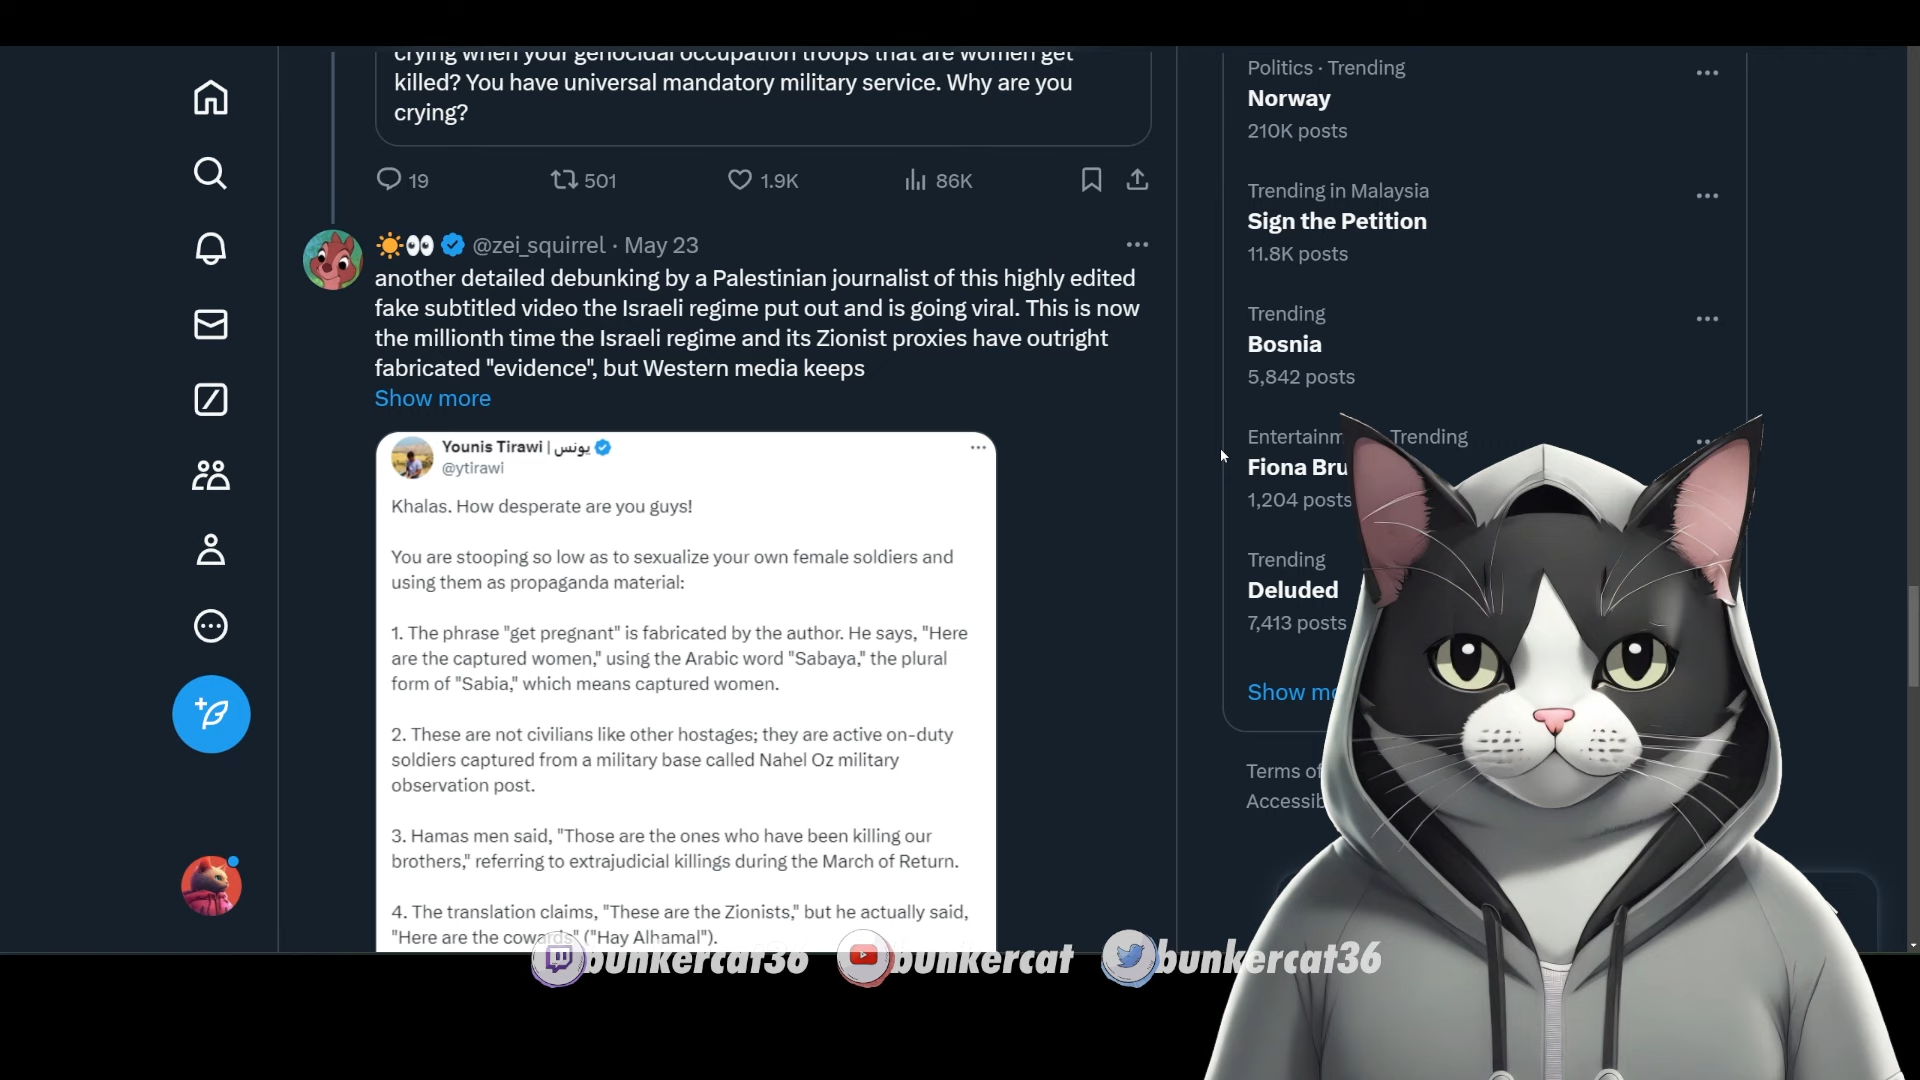 crying when your genocidal occupation troops that are women get
killed? You have universal mandatory military service. Why are you
crying?
19 501 1.9K 86K
@zei_squirrel · May 23
another detailed debunking by a Palestinian journalist of this highly edited
fake subtitled video the Israeli regime put out and is going viral. This is now
the millionth time the Israeli regime and its Zionist proxies have outright
fabricated "evidence", but Western media keeps
Show more
Younis Tirawi | يونس
@ytirawi
Khalas. How desperate are you guys!
You are stooping so low as to sexualize your own female soldiers and
using them as propaganda material:
1. The phrase "get pregnant" is fabricated by the author. He says, "Here
are the captured women," using the Arabic word "Sabaya," the plural
form of "Sabia," which means captured women.
2. These are not civilians like other hostages; they are active on-duty
soldiers captured from a military base called Nahel Oz military
observation post.
3. Hamas men said, "Those are the ones who have been killing our
brothers," referring to extrajudicial killings during the March of Return.
4. The translation claims, "These are the Zionists," but he actually said,
"Here are the cowards" ("Hay Alhamal").
Politics · Trending
Norway
210K posts
Trending in Malaysia
Sign the Petition
11.8K posts
Trending
Bosnia
5,842 posts
Entertainm Trending
Fiona Bru
1,204 posts
Trending
Deluded
7,413 posts
Show mo
Terms of
Accessib
bunkercat36 bunkercat bunkercat36